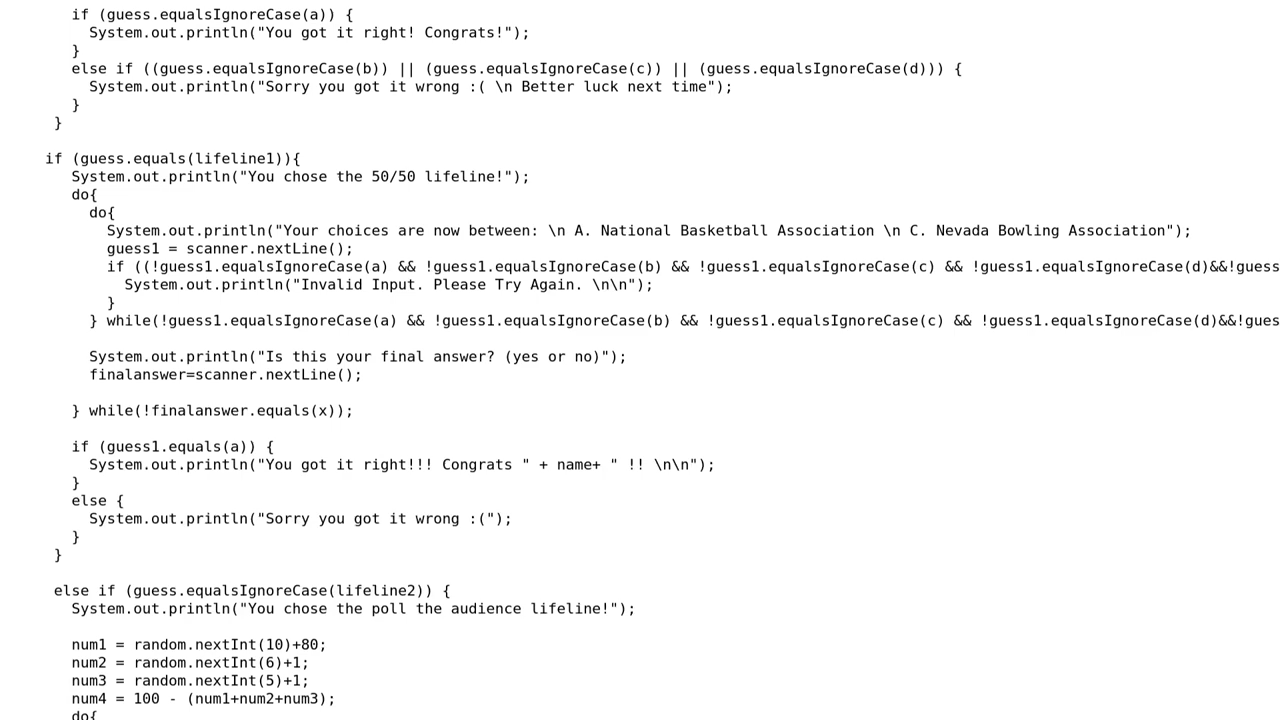 if (guess.equalsIgnoreCase(a)) {
System.out.println("You got it right! Congrats!");
}
else if ((guess.equalsIgnoreCase(b)) || (guess.equalsIgnoreCase(c)) || (guess.equalsIgnoreCase(d))) {
System.out.println("Sorry you got it wrong :( \n Better luck next time");
}
}
if (guess.equals(lifeline1)){
System.out.println("You chose the 50/50 lifeline!");
do{
do{
System.out.println("Your choices are now between: \n A. National Basketball Association \n C. Nevada Bowling Association");
guess1 = scanner.nextLine();
if ((!guess1.equalsIgnoreCase(a) && !guess1.equalsIgnoreCase(b) && !guess1.equalsIgnoreCase(c) && !guess1.equalsIgnoreCase(d)&&!guess
System.out.println("Invalid Input. Please Try Again. \n\n");
}
} while(!guess1.equalsIgnoreCase(a) && !guess1.equalsIgnoreCase(b) && !guess1.equalsIgnoreCase(c) && !guess1.equalsIgnoreCase(d)&&!gues
System.out.println("Is this your final answer? (yes or no)");
finalanswer=scanner.nextLine();
} while(!finalanswer.equals(x));
if (guess1.equals(a)) {
System.out.println("You got it right!!! Congrats " + name+ " !! \n\n");
}
else {
System.out.println("Sorry you got it wrong :(");
}
}
else if (guess.equalsIgnoreCase(lifeline2)) {
System.out.println("You chose the poll the audience lifeline!");
num1 = random.nextInt(10)+80;
num2 = random.nextInt(6)+1;
num3 = random.nextInt(5)+1;
num4 = 100 - (num1+num2+num3);
do{